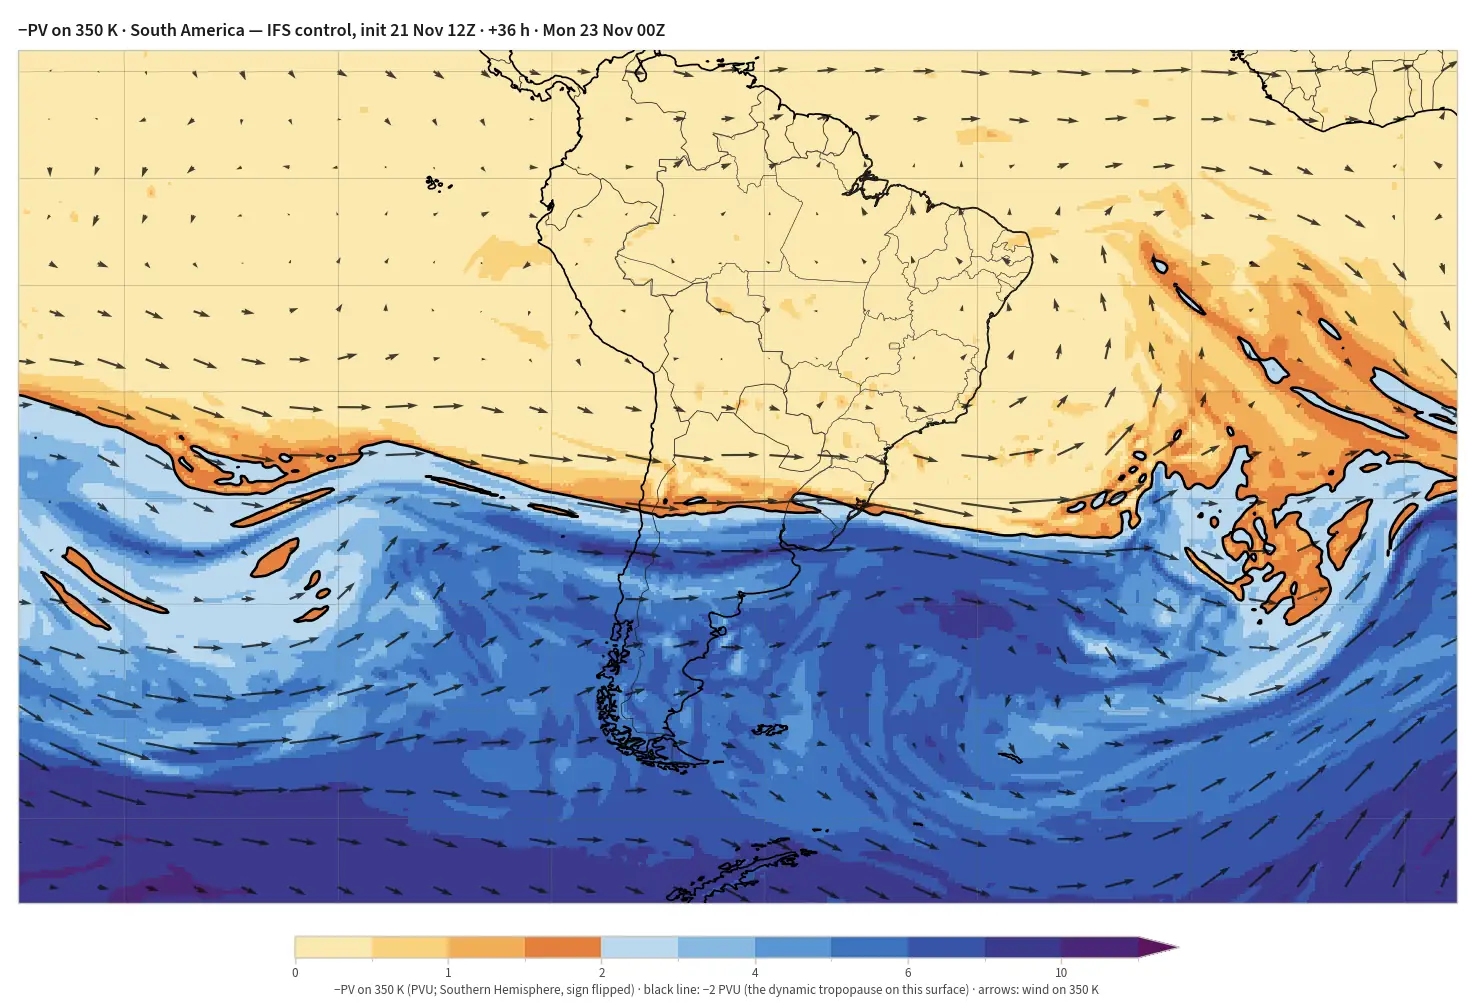 −PV on 350 K · South America — IFS control, init 21 Nov 12Z · +36 h · Mon 23 Nov 00Z
0 1 2 4 6 10
−PV on 350 K (PVU; Southern Hemisphere, sign flipped) · black line: −2 PVU (the dynamic tropopause on this surface) · arrows: wind on 350 K